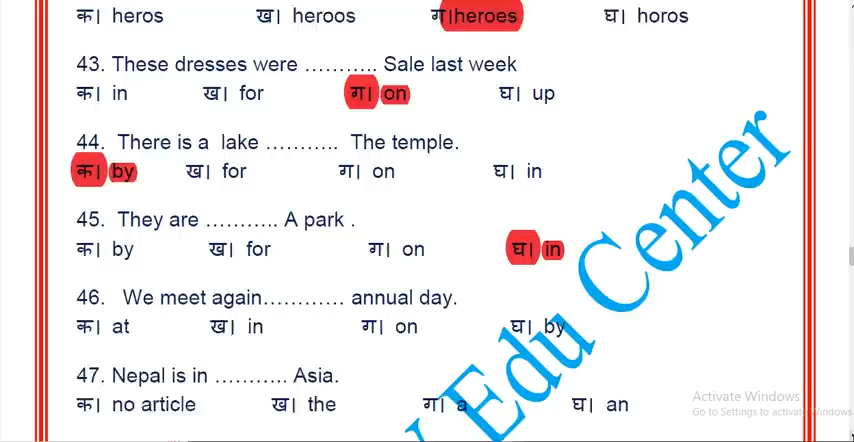 क। heros ख। heroos ग।heroes घ। horos
43. These dresses were ……….. Sale last week
क। in ख। for ग। on घ। up
44. There is a lake ……….. The temple.
क। by ख। for ग। on घ। in
45. They are ……….. A park .
क। by ख। for ग। on घ। in
46. We meet again………… annual day.
क। at ख। in ग। on घ। by
47. Nepal is in ……….. Asia.
क। no article ख। the ग। a घ। an
Edu Center
Activate Windows
Go to Settings to activate Windows.